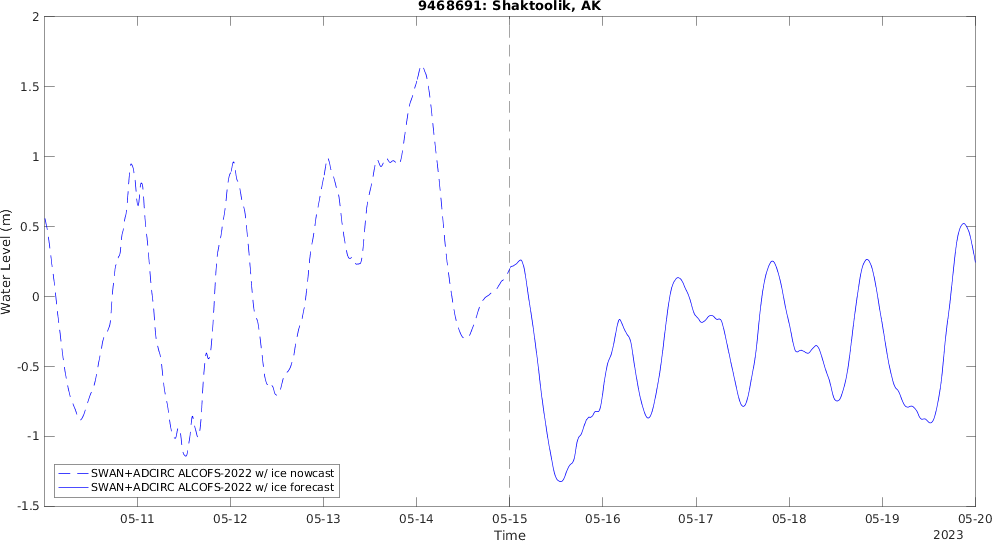 9468691: Shaktoolik, AK
Water Level (m)
2
1.5
1
0.5
0
-0.5
-1
-1.5
SWAN+ADCIRC ALCOFS-2022 w/ ice nowcast
SWAN+ADCIRC ALCOFS-2022 w/ ice forecast
05-11 05-12 05-13 05-14 05-15 05-16 05-17 05-18 05-19 05-20
Time
2023